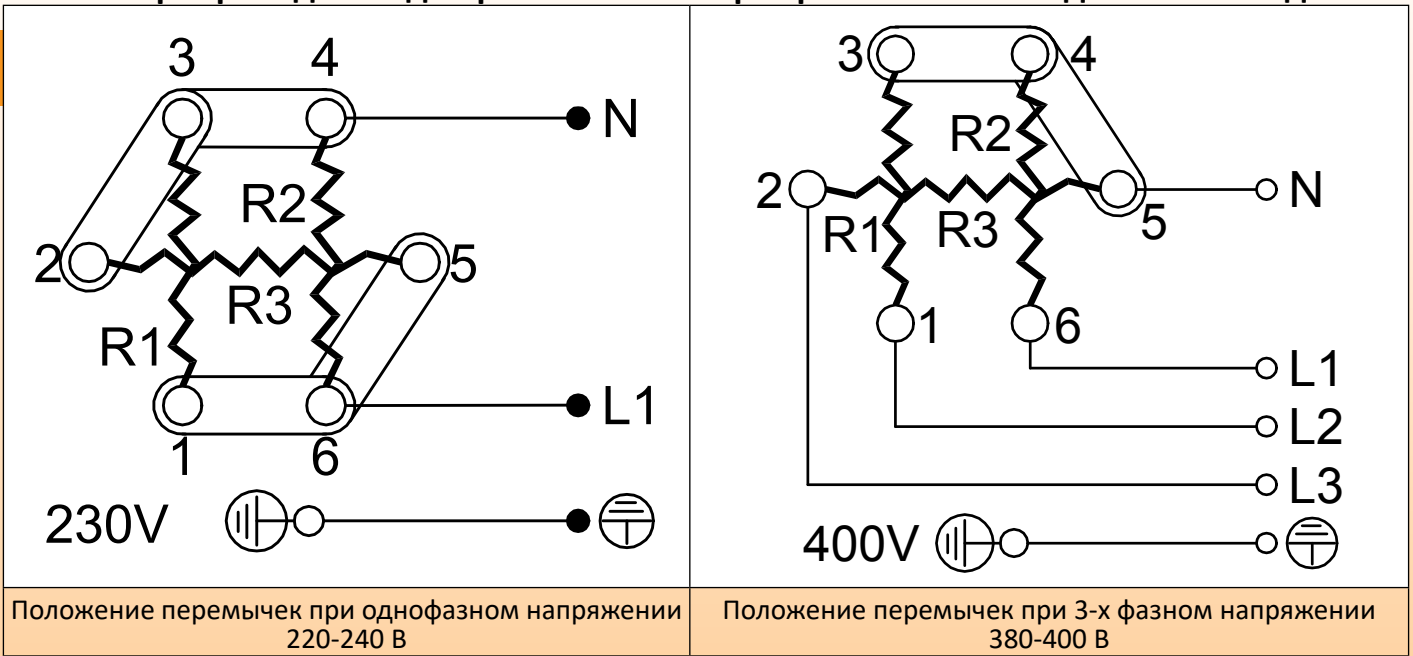 3 4
N
R2
2
5
R3
R1
L1
1 6
230V
3 4
R2
2
N
5
R1 R3
1 6
L1
L2
L3
400V
Положение перемычек при однофазном напряжении
220-240 В
Положение перемычек при 3-х фазном напряжении
380-400 В